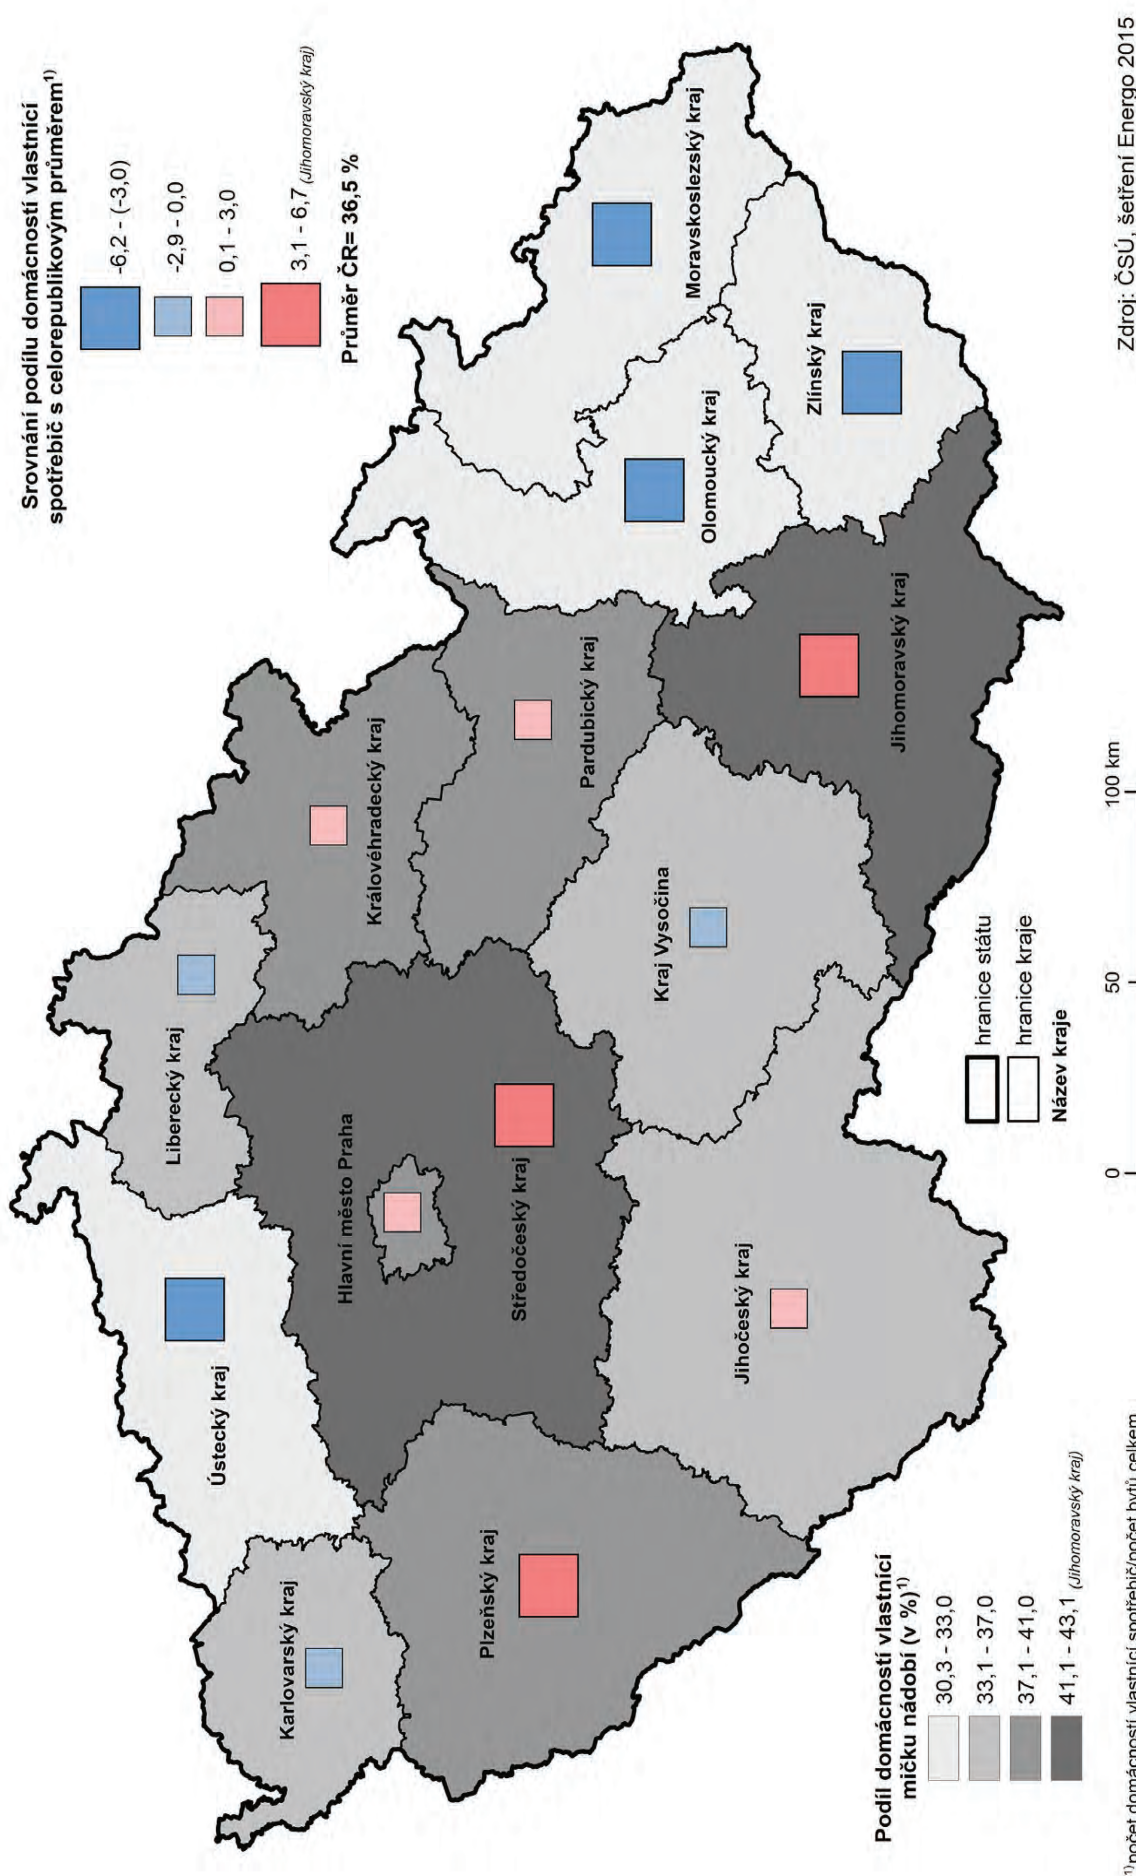 Srovnání podílu domácností vlastnící
spotřebič s celorepublikovým průměrem¹⁾
-6,2 - (-3,0)
-2,9 - 0,0
0,1 - 3,0
3,1 - 6,7 (Jihomoravský kraj)
Průměr ČR= 36,5 %
Liberecký kraj
Ústecký kraj
Karlovarský kraj
Hlavní město Praha
Královéhradecký kraj
Středočeský kraj
Plzeňský kraj
Pardubický kraj
Kraj Vysočina
Jihočeský kraj
Olomoucký kraj
Moravskoslezský kraj
Zlínský kraj
Jihomoravský kraj
Podíl domácností vlastnící
mičku nádobí (v %)¹⁾
30,3 - 33,0
33,1 - 37,0
37,1 - 41,0
41,1 - 43,1 (Jihomoravský kraj)
hranice státu
hranice kraje
Název kraje
0 50 100 km
¹⁾počet domácností vlastnící spotřebič/počet bytů celkem
Zdroj: ČSÚ, šetření Energo 2015